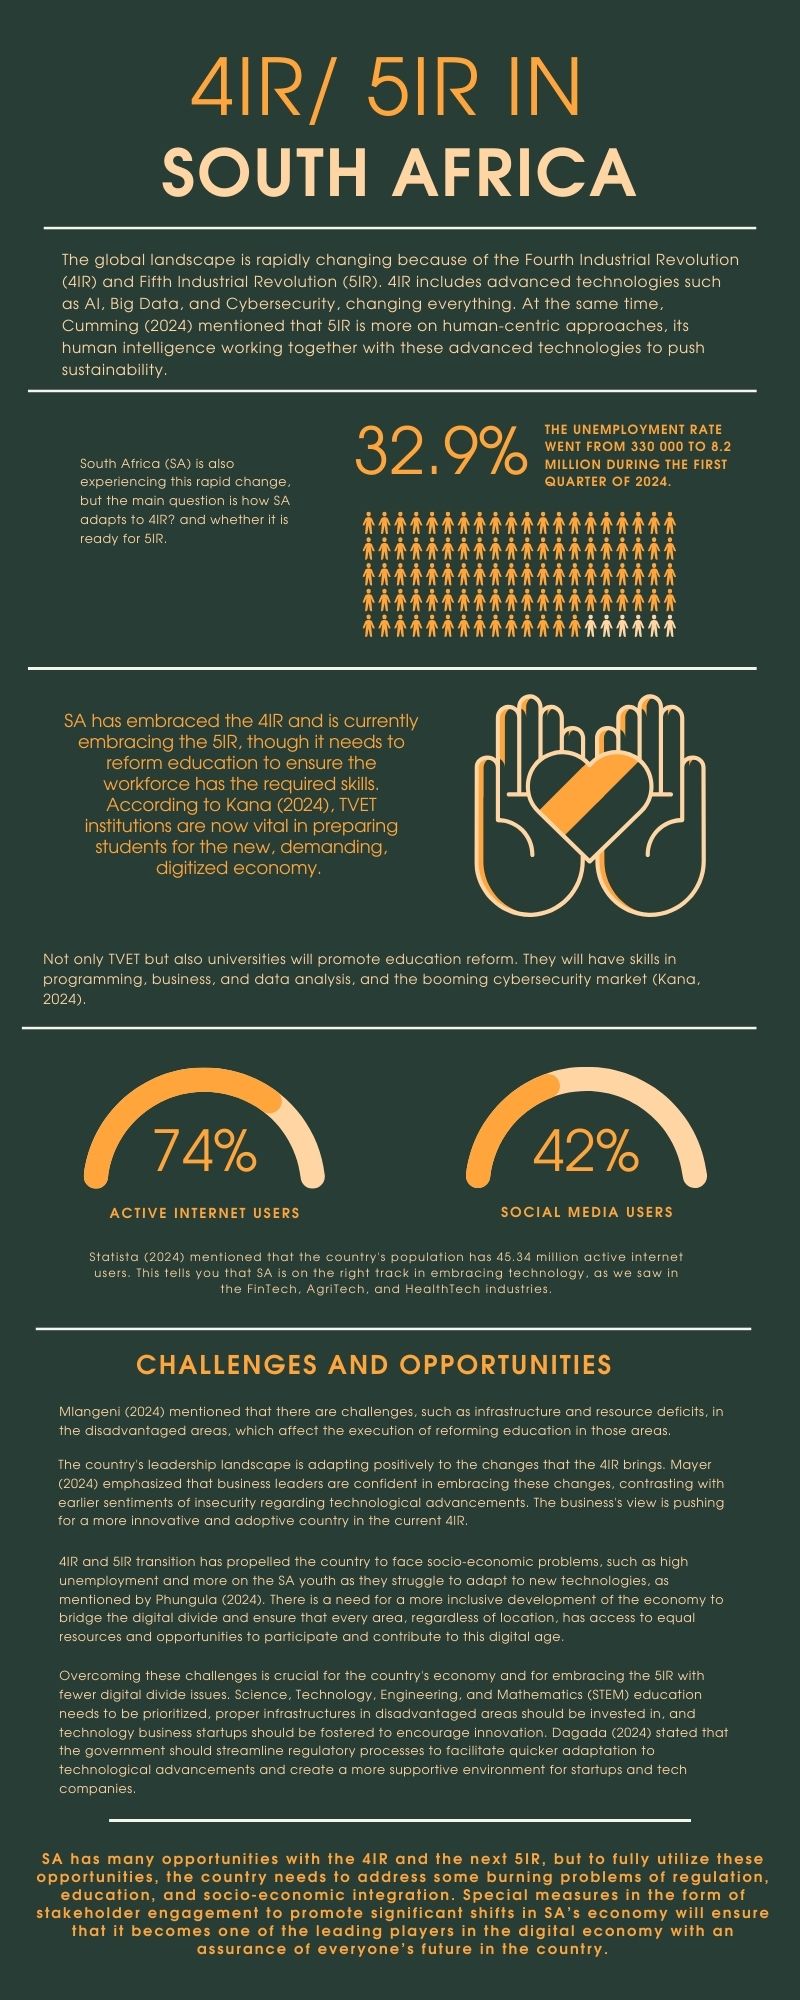 4IR/ 5IR IN
SOUTH AFRICA
The global landscape is rapidly changing because of the Fourth Industrial Revolution
(4IR) and Fifth Industrial Revolution (5IR). 4IR includes advanced technologies such
as AI, Big Data, and Cybersecurity, changing everything. At the same time,
Cumming (2024) mentioned that 5IR is more on human-centric approaches, its
human intelligence working together with these advanced technologies to push
sustainability.
South Africa (SA) is also
experiencing this rapid change,
but the main question is how SA
adapts to 4IR? and whether it is
ready for 5IR.
32.9%
THE UNEMPLOYMENT RATE
WENT FROM 330 000 TO 8.2
MILLION DURING THE FIRST
QUARTER OF 2024.
SA has embraced the 4IR and is currently
embracing the 5IR, though it needs to
reform education to ensure the
workforce has the required skills.
According to Kana (2024), TVET
institutions are now vital in preparing
students for the new, demanding,
digitized economy.
Not only TVET but also universities will promote education reform. They will have skills in
programming, business, and data analysis, and the booming cybersecurity market (Kana,
2024).
74%
ACTIVE INTERNET USERS
42%
SOCIAL MEDIA USERS
Statista (2024) mentioned that the country's population has 45.34 million active internet
users. This tells you that SA is on the right track in embracing technology, as we saw in
the FinTech, AgriTech, and HealthTech industries.
CHALLENGES AND OPPORTUNITIES
Mlangeni (2024) mentioned that there are challenges, such as infrastructure and resource deficits, in
the disadvantaged areas, which affect the execution of reforming education in those areas.
The country's leadership landscape is adapting positively to the changes that the 4IR brings. Mayer
(2024) emphasized that business leaders are confident in embracing these changes, contrasting with
earlier sentiments of insecurity regarding technological advancements. The business's view is pushing
for a more innovative and adoptive country in the current 4IR.
4IR and 5IR transition has propelled the country to face socio-economic problems, such as high
unemployment and more on the SA youth as they struggle to adapt to new technologies, as
mentioned by Phungula (2024). There is a need for a more inclusive development of the economy to
bridge the digital divide and ensure that every area, regardless of location, has access to equal
resources and opportunities to participate and contribute to this digital age.
Overcoming these challenges is crucial for the country's economy and for embracing the 5IR with
fewer digital divide issues. Science, Technology, Engineering, and Mathematics (STEM) education
needs to be prioritized, proper infrastructures in disadvantaged areas should be invested in, and
technology business startups should be fostered to encourage innovation. Dagada (2024) stated that
the government should streamline regulatory processes to facilitate quicker adaptation to
technological advancements and create a more supportive environment for startups and tech
companies.
SA has many opportunities with the 4IR and the next 5IR, but to fully utilize these
opportunities, the country needs to address some burning problems of regulation,
education, and socio-economic integration. Special measures in the form of
stakeholder engagement to promote significant shifts in SA's economy will ensure
that it becomes one of the leading players in the digital economy with an
assurance of everyone's future in the country.